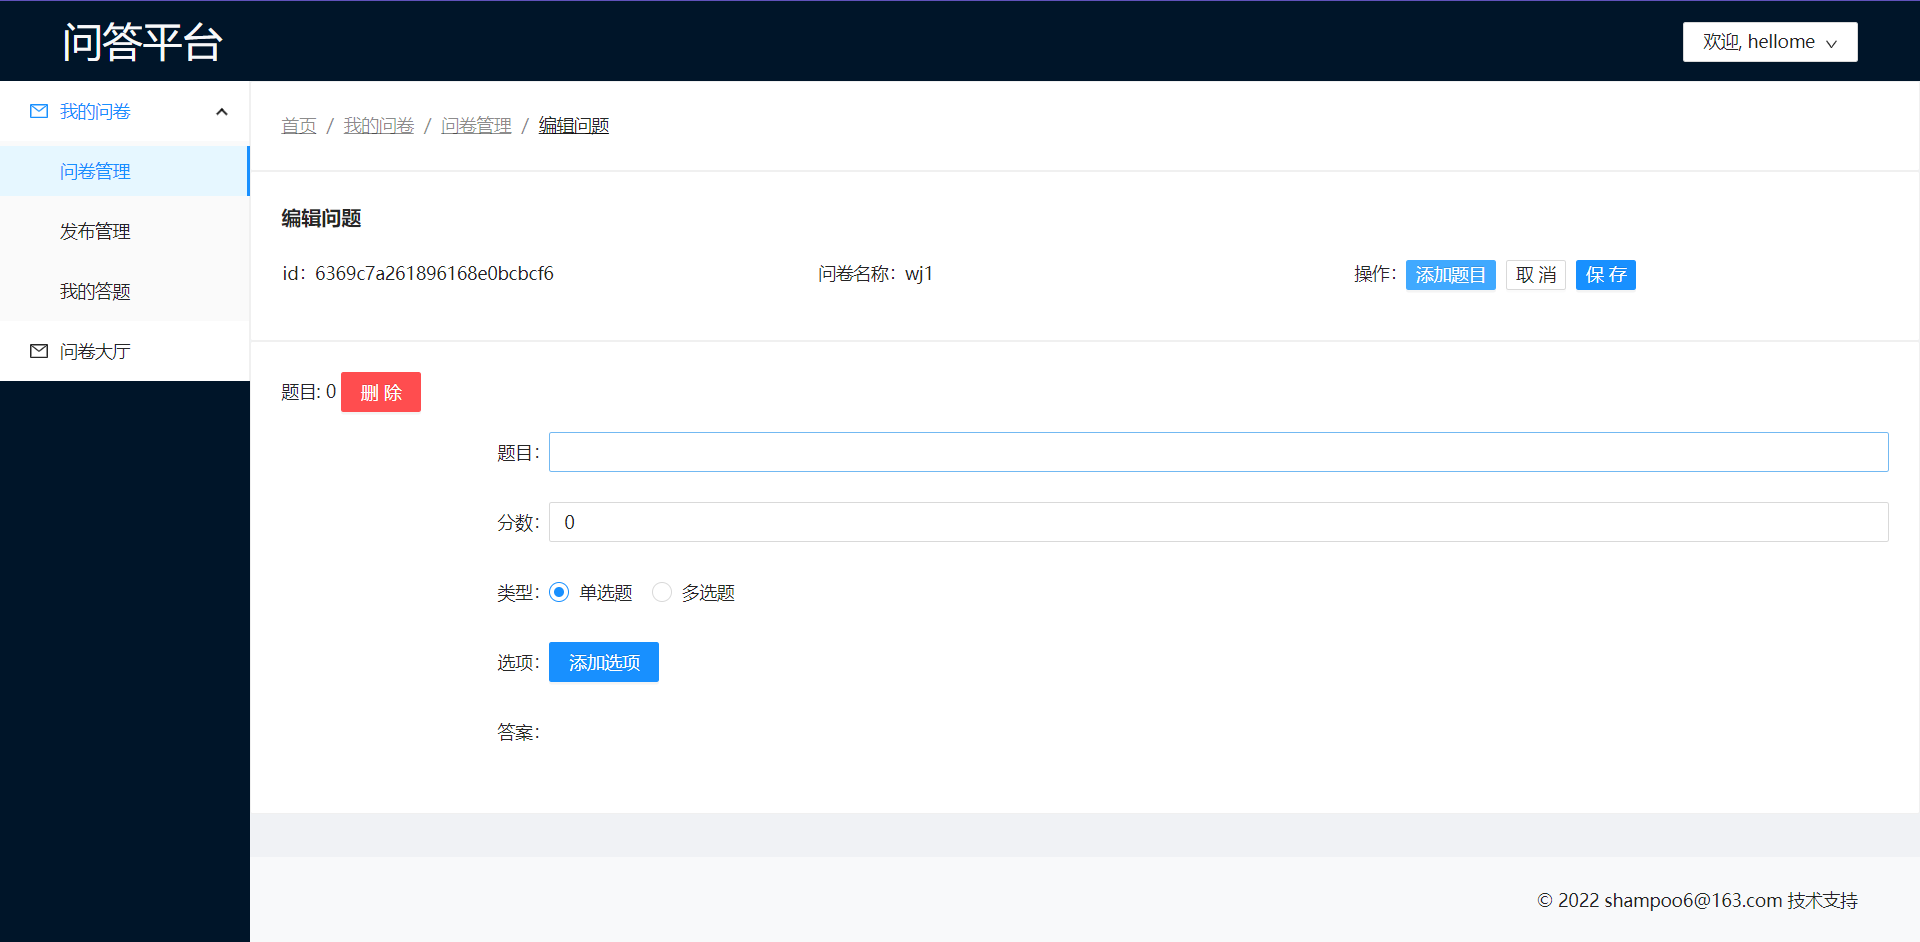 问答平台
欢迎, hellome
我的问卷
问卷管理
发布管理
我的答题
问卷大厅
首页 / 我的问卷 / 问卷管理 / 编辑问题
编辑问题
id：6369c7a261896168e0bcbcf6 问卷名称：wj1 操作：添加题目 取 消 保 存
题目: 0 删 除
题目：
分数：0
类型：单选题 多选题
选项：添加选项
答案：
© 2022 shampoo6@163.com 技术支持